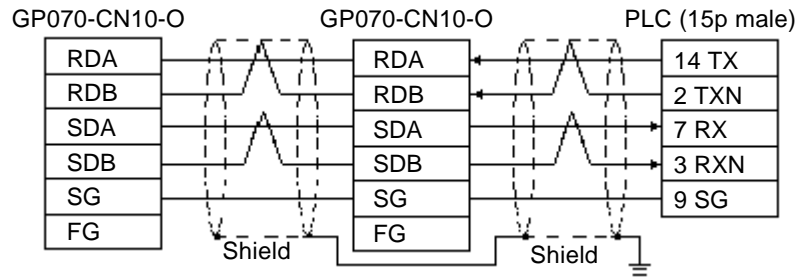 GP070-CN10-O GP070-CN10-O PLC (15p male)
RDA RDA 14 TX
RDB RDB 2 TXN
SDA SDA 7 RX
SDB SDB 3 RXN
SG SG 9 SG
FG FG
Shield Shield